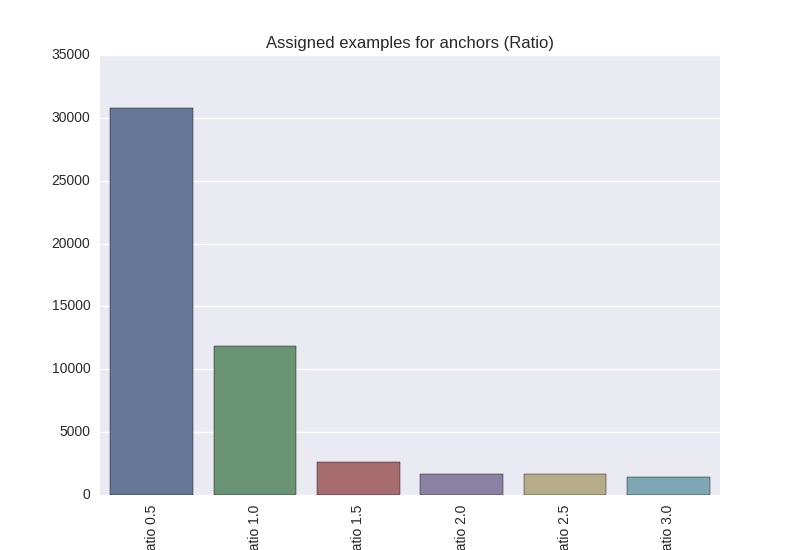 Assigned examples for anchors (Ratio)
35000
30000
25000
20000
15000
10000
5000
0
atio 0.5
atio 1.0
atio 1.5
atio 2.0
atio 2.5
atio 3.0